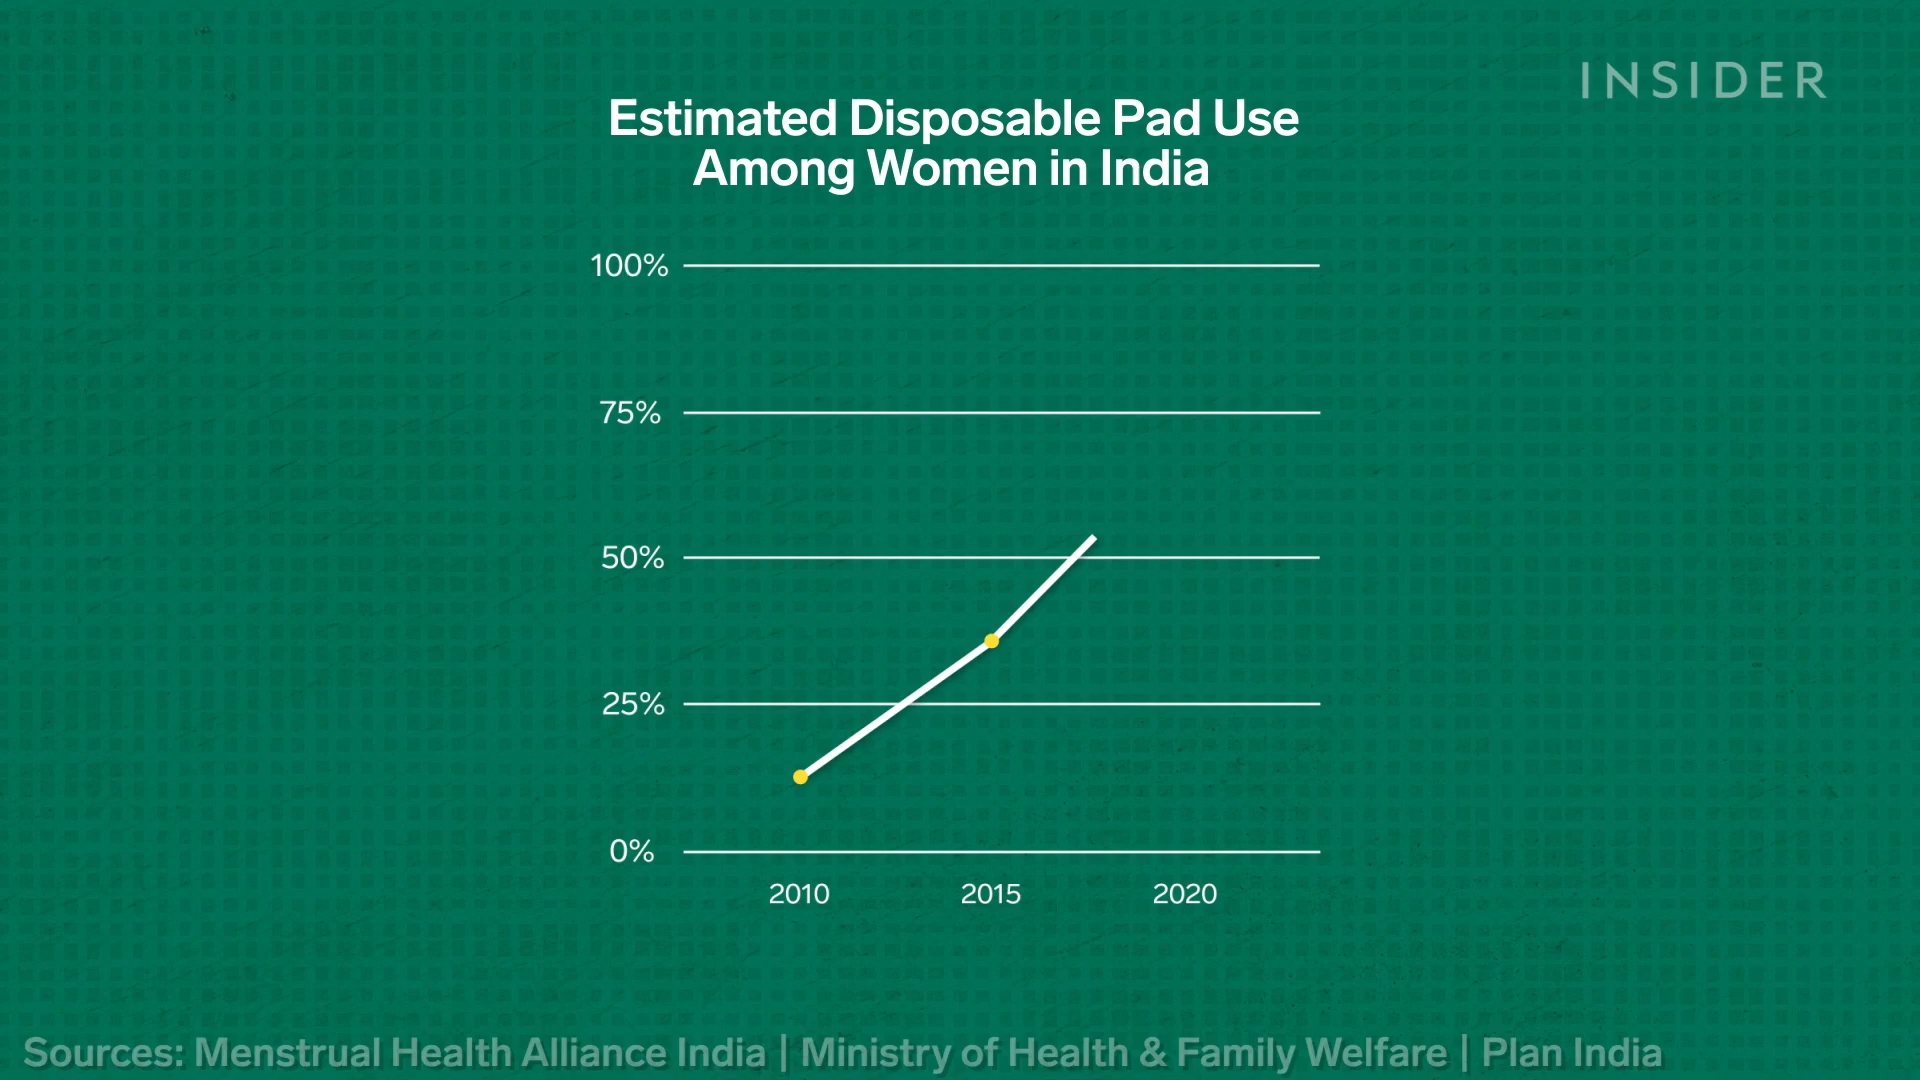 INSIDER
Estimated Disposable Pad Use
Among Women in India
100%
75%
50%
25%
0%
2010 2015 2020
Sources: Menstrual Health Alliance India | Ministry of Health & Family Welfare | Plan India